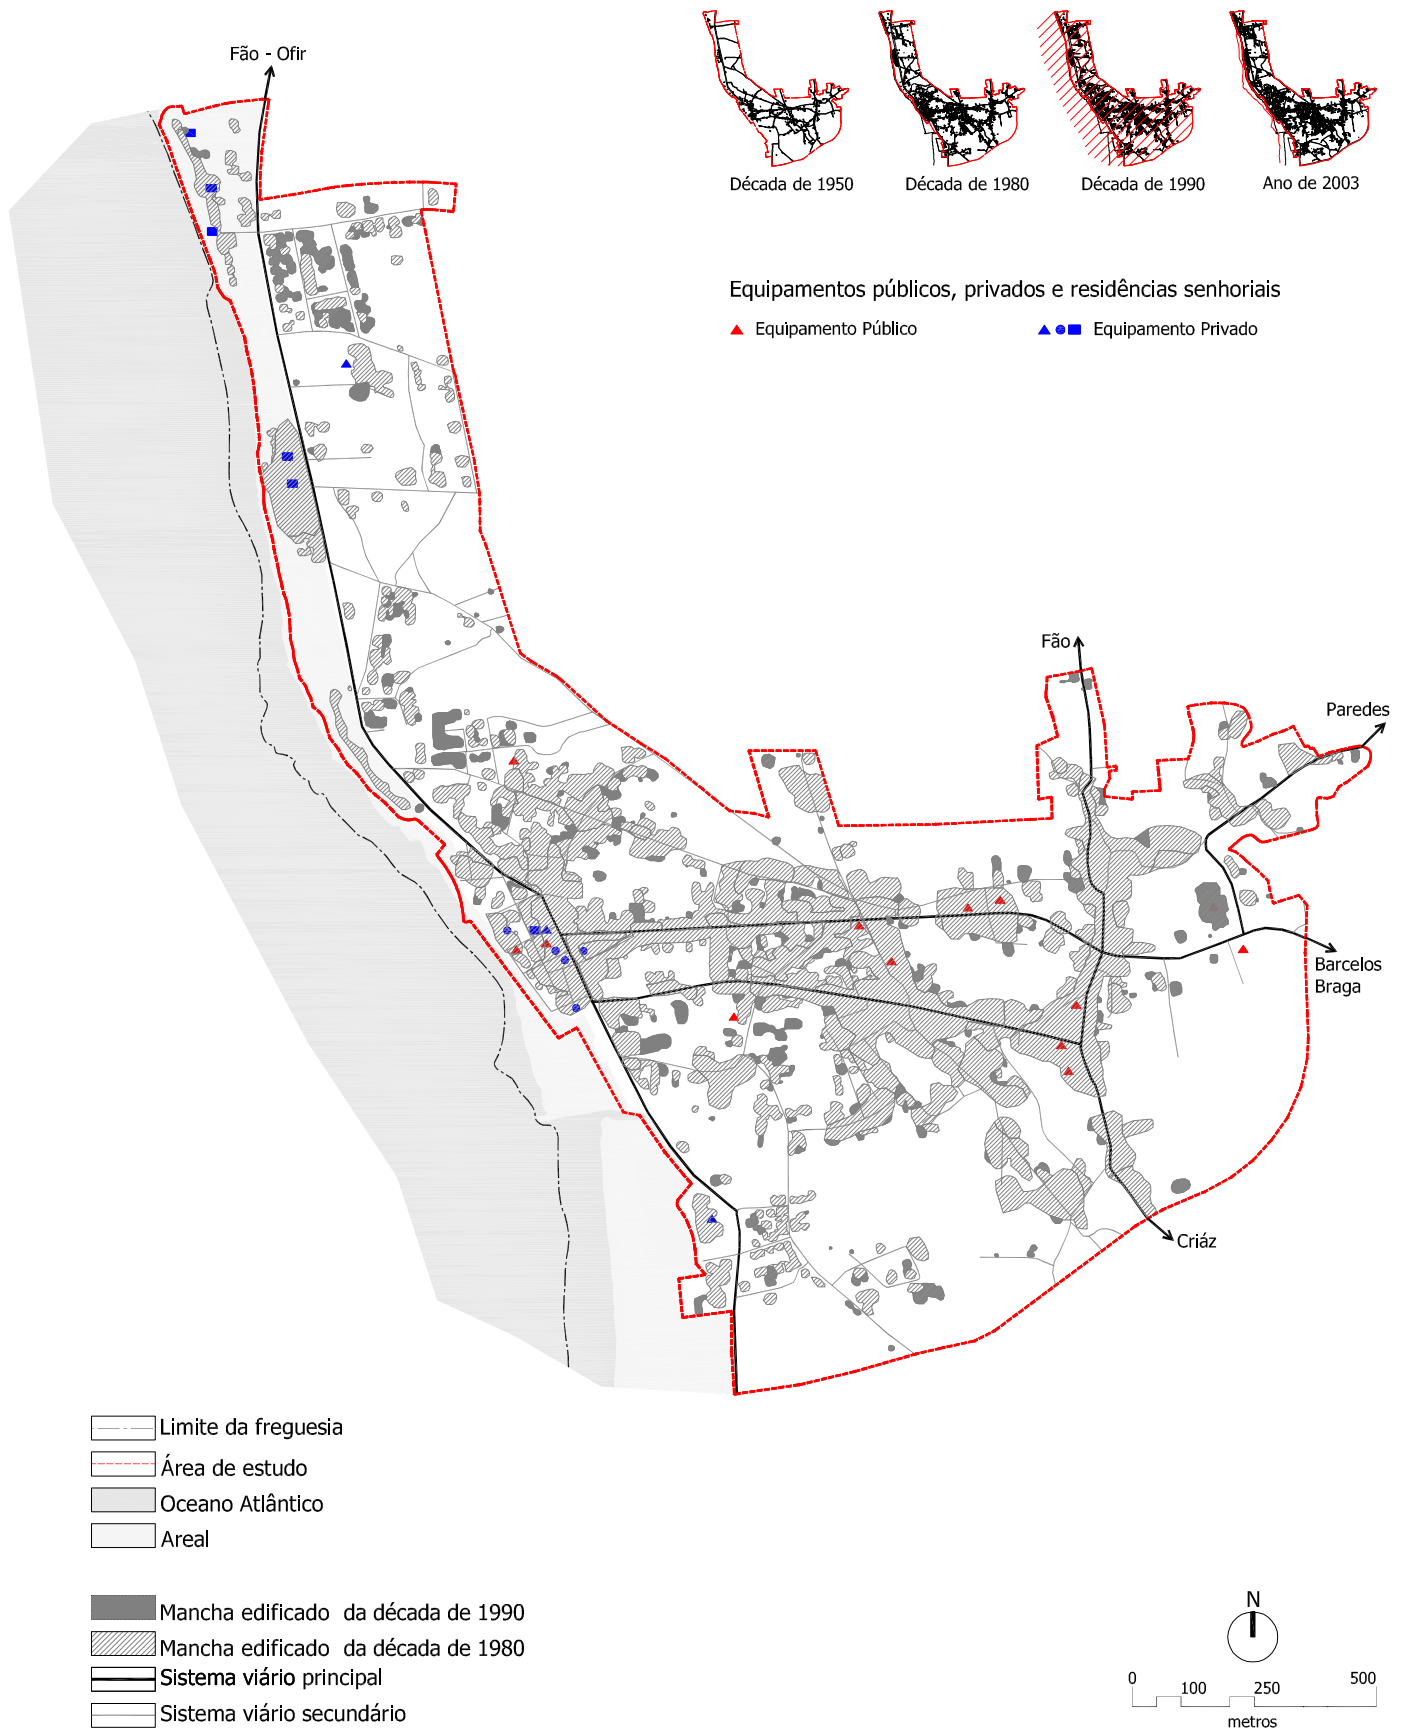 Fão - Ofir
Década de 1950
Década de 1980
Década de 1990
Ano de 2003
Equipamentos públicos, privados e residências senhoriais
Equipamento Público
Equipamento Privado
Fão
Paredes
Barcelos
Braga
Criáz
Limite da freguesia
Área de estudo
Oceano Atlântico
Areal
Mancha edificado da década de 1990
Mancha edificado da década de 1980
Sistema viário principal
Sistema viário secundário
N
0 100 250 500
metros